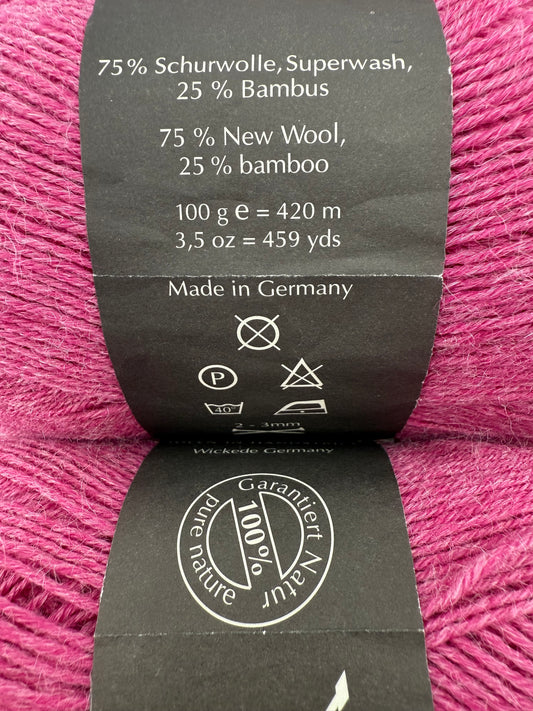 75% Schurwolle, Superwash,
25 % Bambus
75 % New Wool,
25 % bamboo
100 g e = 420 m
3,5 oz = 459 yds
Made in Germany
P
40°
2 - 3mm
Wickede Germany
Garantiert Natur
100%
pure nature